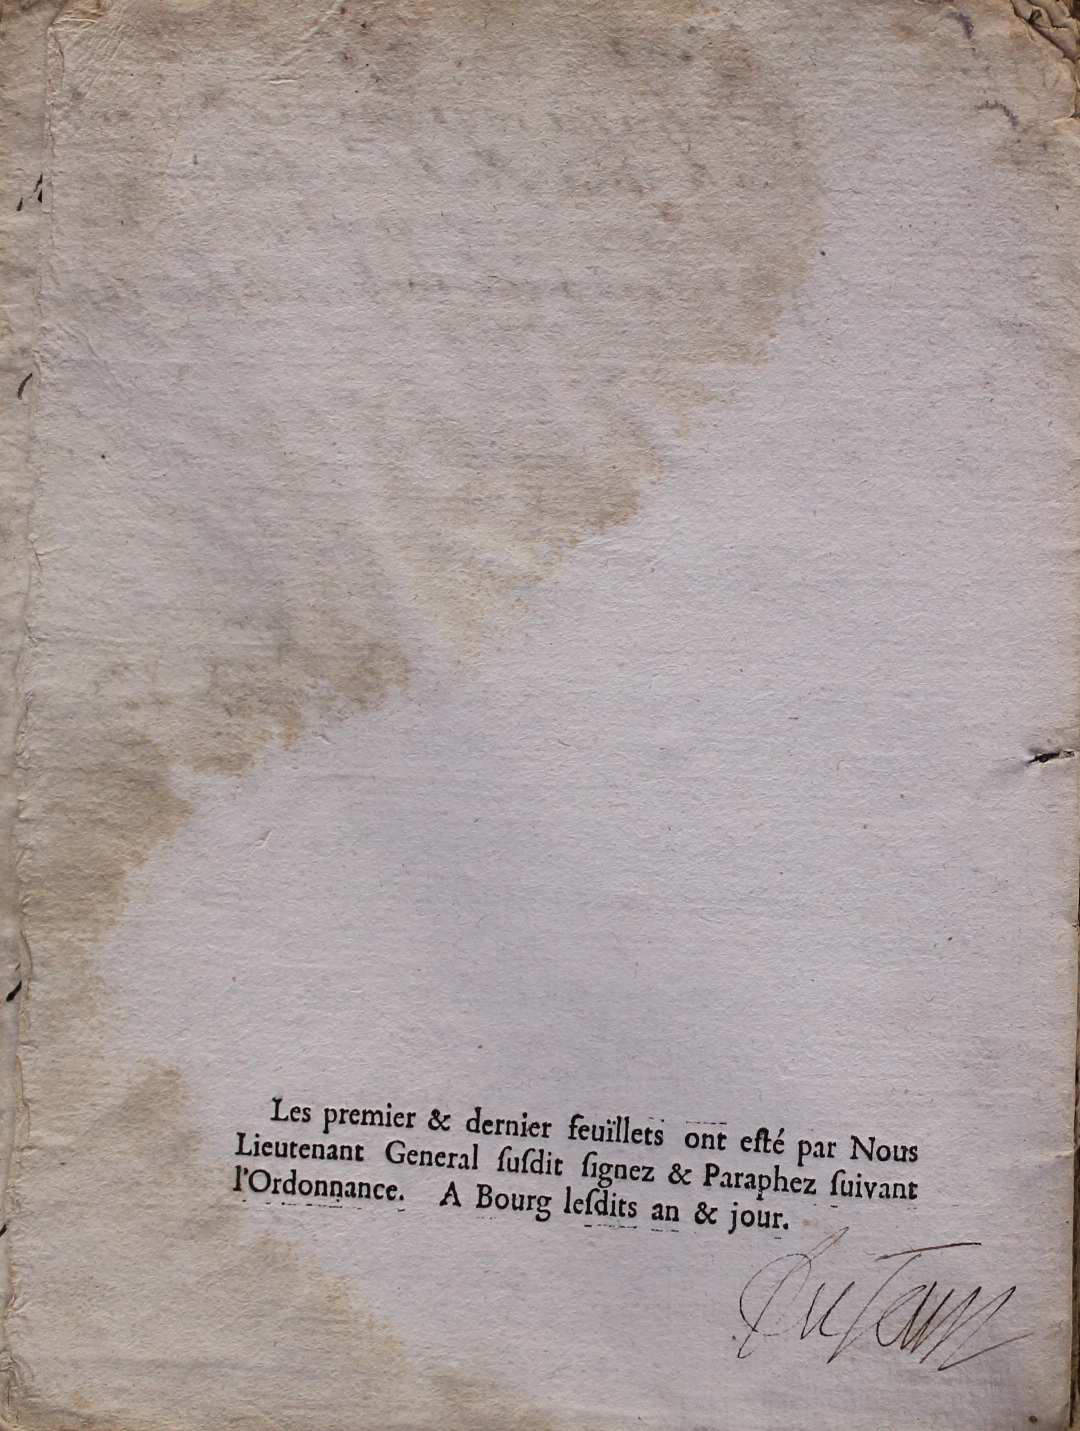 Les premier & dernier feuïllets ont eſté par Nous
Lieutenant General ſuſdit ſignez & Paraphez ſuivant
l'Ordonnance. A Bourg leſdits an & jour.